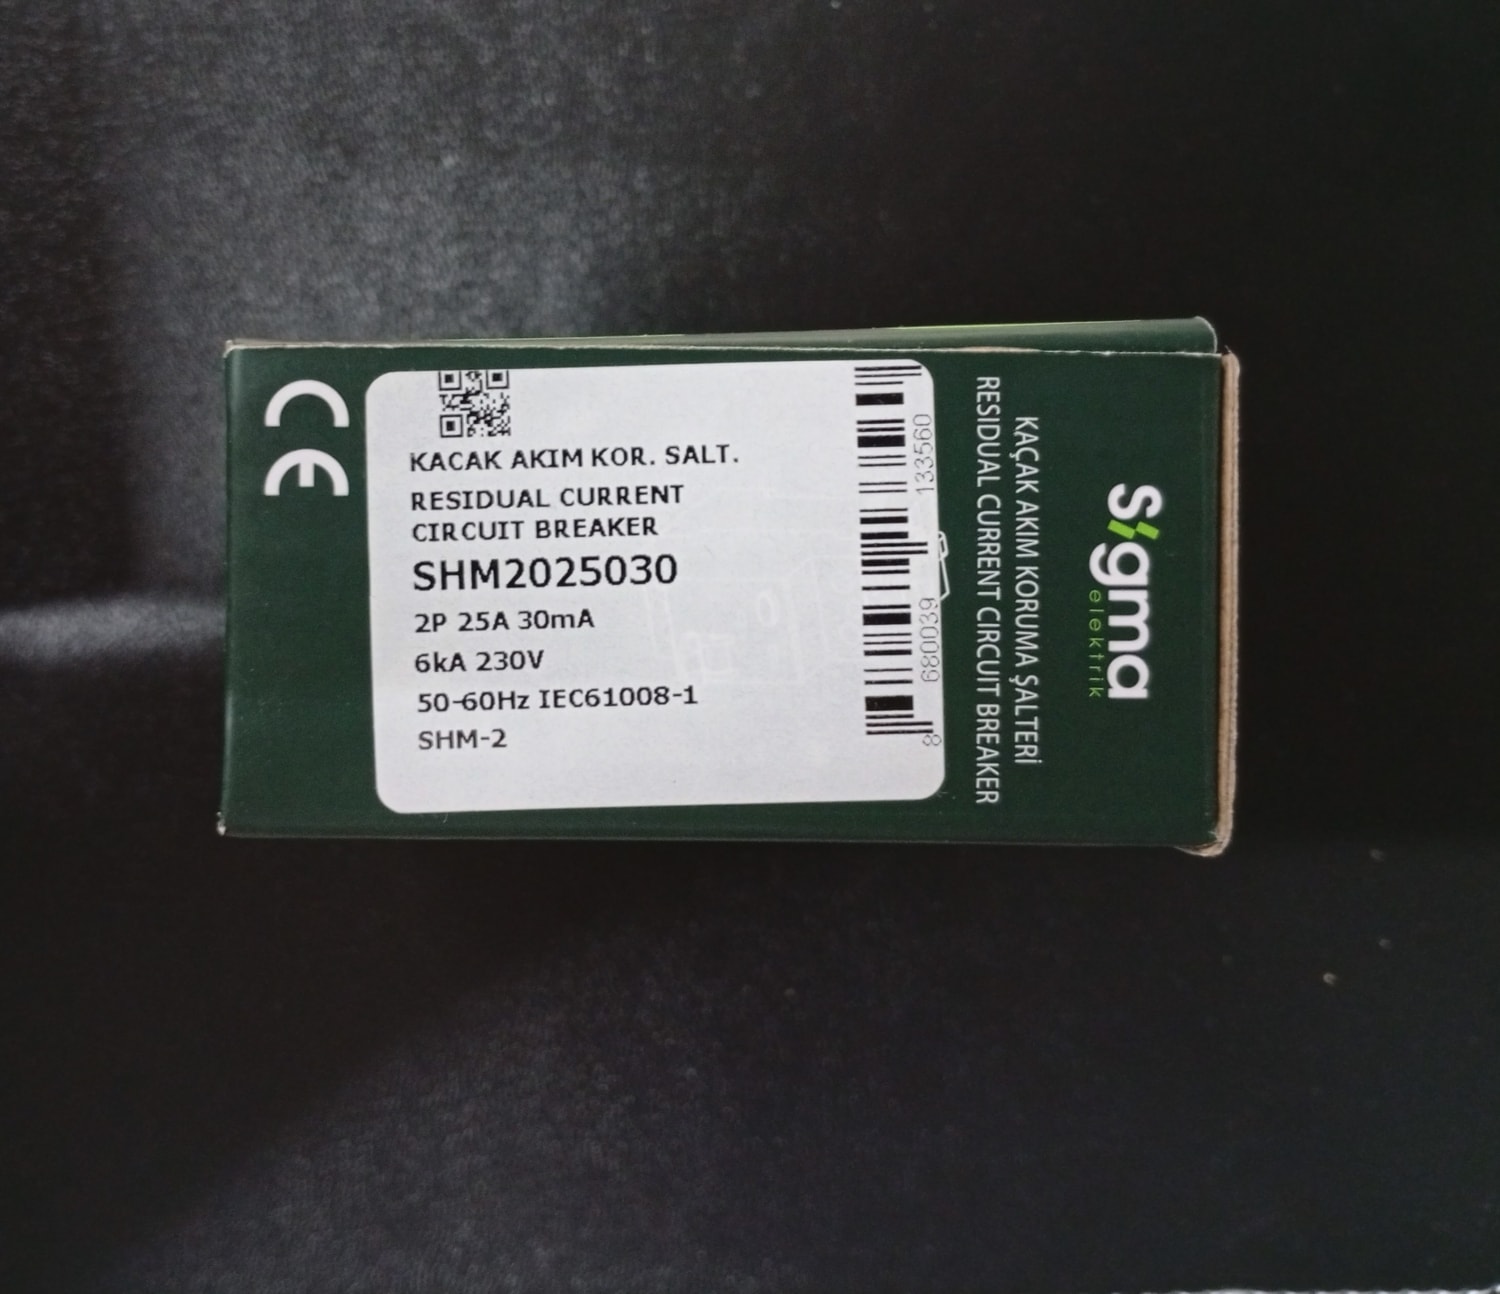 CE
KACAK AKIM KOR. SALT.
RESIDUAL CURRENT
CIRCUIT BREAKER
SHM2025030
2P 25A 30mA
6kA 230V
50-60Hz IEC61008-1
SHM-2
8 680039 133560
sigma
elektrik
KAÇAK AKIM KORUMA ŞALTERİ
RESIDUAL CURRENT CIRCUIT BREAKER